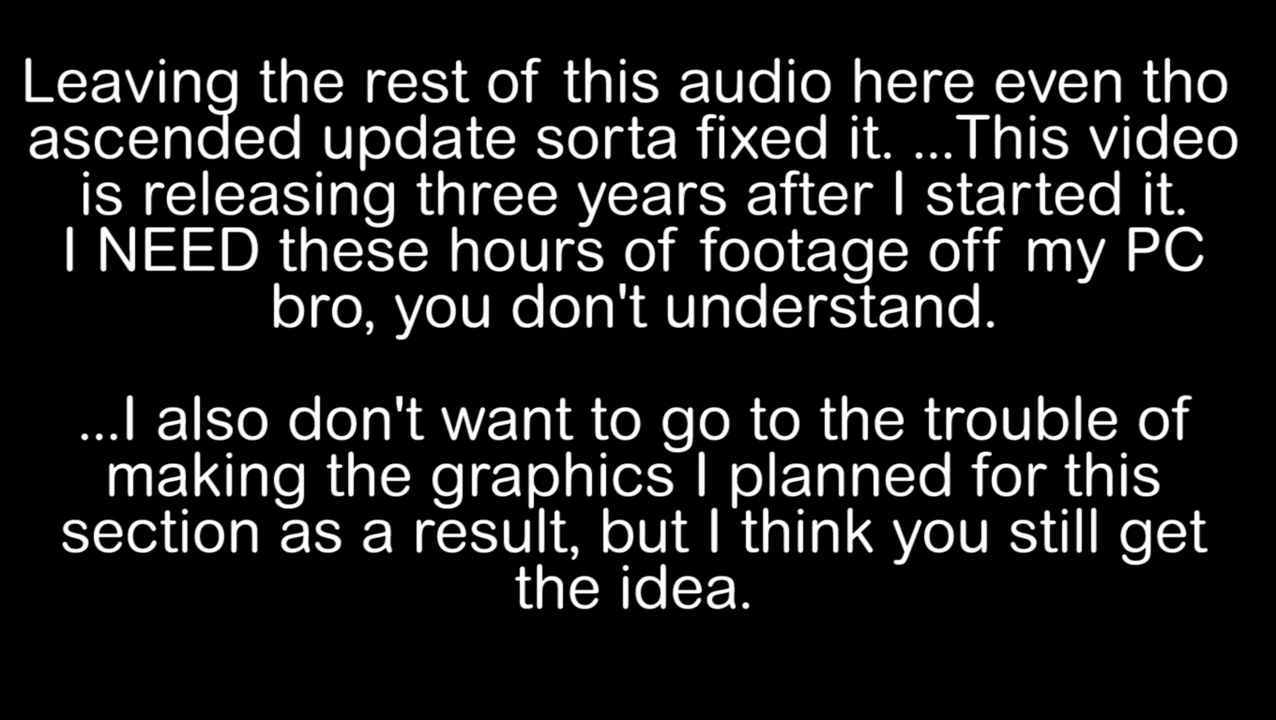 Leaving the rest of this audio here even tho
ascended update sorta fixed it. ...This video
is releasing three years after I started it.
I NEED these hours of footage off my PC
bro, you don't understand.
...I also don't want to go to the trouble of
making the graphics I planned for this
section as a result, but I think you still get
the idea.